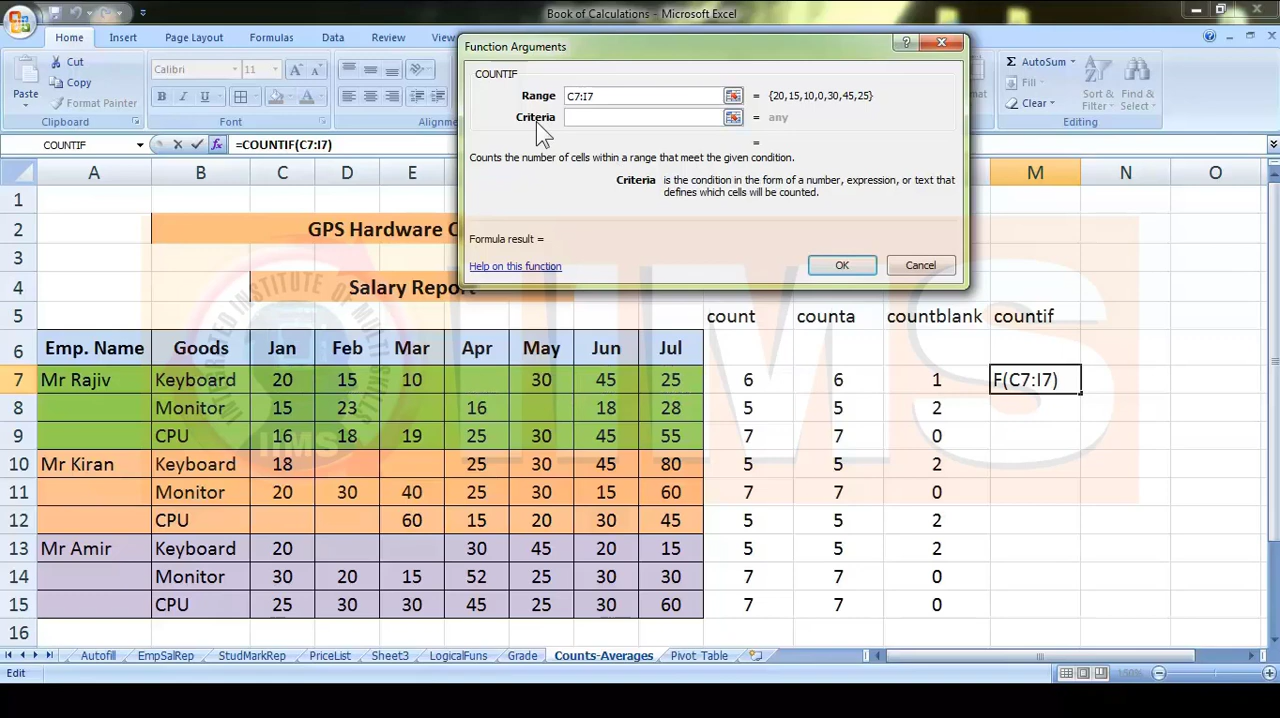 Book of Calculations - Microsoft Excel
Home Insert Page Layout Formulas Data Review View
Function Arguments
COUNTIF
Range C7:I7 = {20,15,10,0,30,45,25}
Criteria = any
=
Counts the number of cells within a range that meet the given condition.
Criteria is the condition in the form of a number, expression, or text that
defines which cells will be counted.
Formula result =
Help on this function
OK Cancel
Paste Cut
Copy
Format Painter
Clipboard
Calibri 11
B I U
Font
Alignme
Σ AutoSum
Fill
Clear
Sort &
Filter
Find &
Select
Editing
COUNTIF fx =COUNTIF(C7:I7)
A B C D E M N O
1
2 GPS Hardware C
3
4 Salary Report
5 count counta countblank countif
6 Emp. Name Goods Jan Feb Mar Apr May Jun Jul
7 Mr Rajiv Keyboard 20 15 10 30 45 25 6 6 1 F(C7:I7)
8 Monitor 15 23 16 18 28 5 5 2
9 CPU 16 18 19 25 30 45 55 7 7 0
10 Mr Kiran Keyboard 18 25 30 45 80 5 5 2
11 Monitor 20 30 40 25 30 15 60 7 7 0
12 CPU 60 15 20 30 45 5 5 2
13 Mr Amir Keyboard 20 30 45 20 15 5 5 2
14 Monitor 30 20 15 52 25 30 30 7 7 0
15 CPU 25 30 30 45 25 30 60 7 7 0
16
INTEGRATED INSTITUTE OF MULTI SKILLS
IIMS
IIMS
Autofill EmpSalRep StudMarkRep PriceList Sheet3 LogicalFuns Grade Counts-Averages Pivot Table
Edit 150%